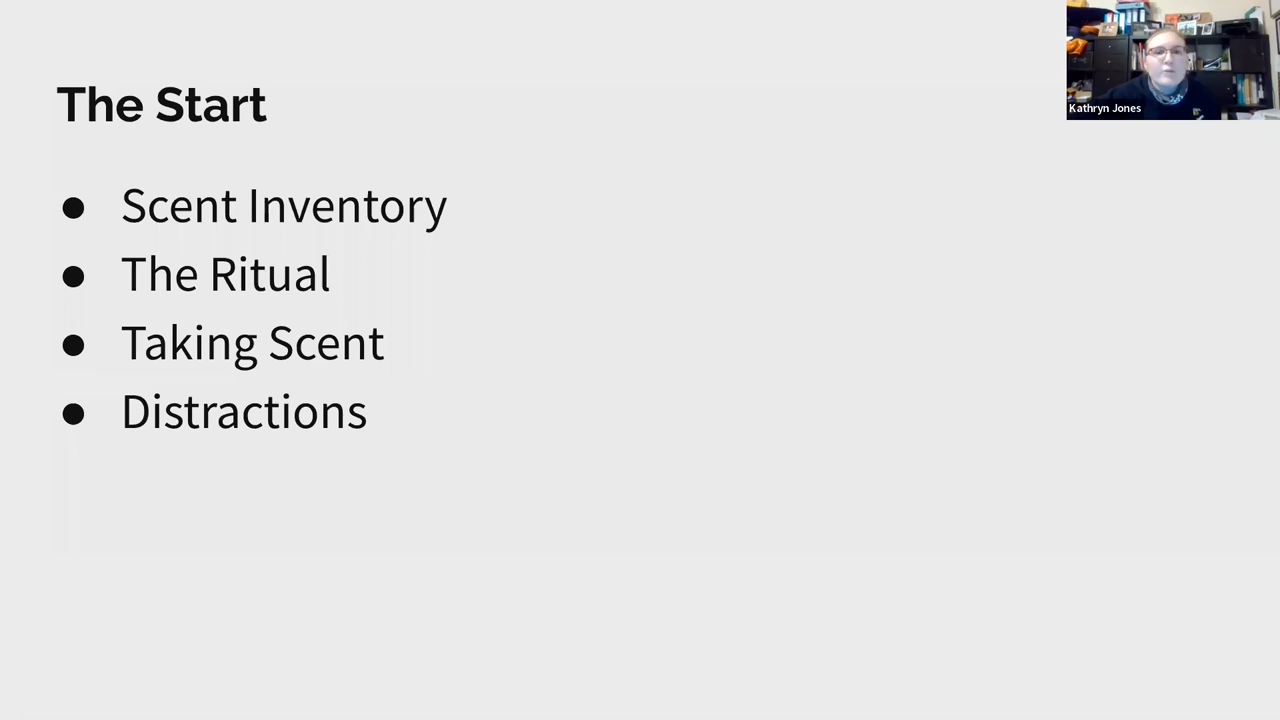 The Start
● Scent Inventory
● The Ritual
● Taking Scent
● Distractions
Kathryn Jones